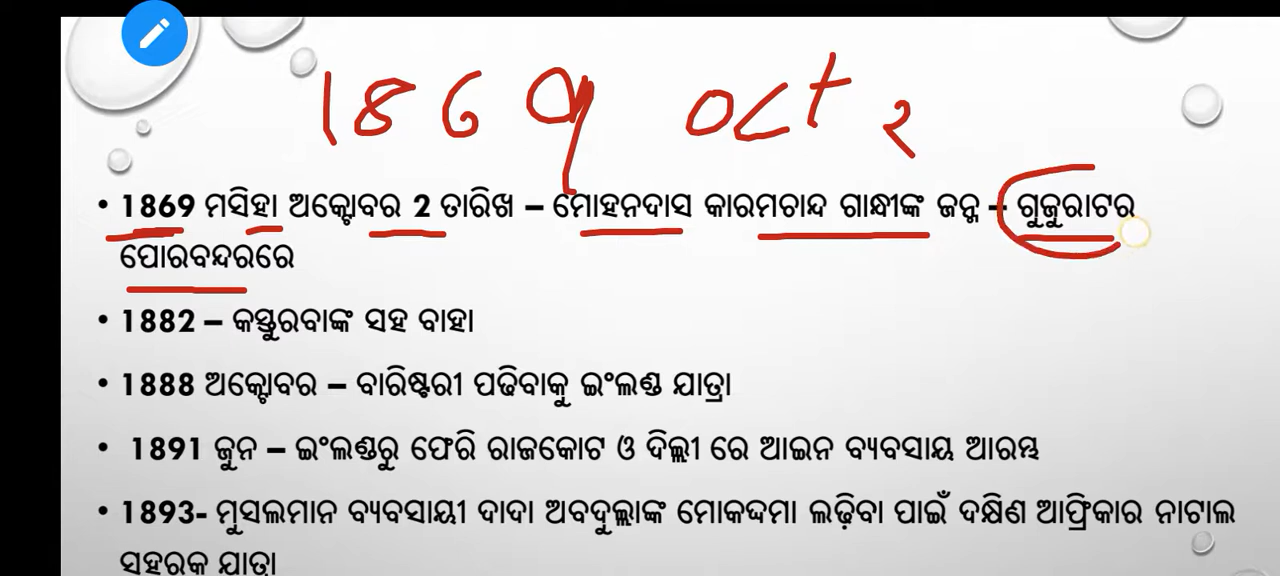 1869 oct 2
• 1869 ମସିହା ଅକ୍ଟୋବର 2 ତାରିଖ – ମୋହନଦାସ କାରମଚାନ୍ଦ ଗାନ୍ଧୀଙ୍କ ଜନ୍ମ – ଗୁଜୁରାଟର
ପୋରବନ୍ଦରରେ
• 1882 – କସ୍ତୁରବାଙ୍କ ସହ ବାହା
• 1888 ଅକ୍ଟୋବର – ବାରିଷ୍ଟରୀ ପଢିବାକୁ ଇଂଲଣ୍ଡ ଯାତ୍ରା
• 1891 ଜୁନ – ଇଂଲଣ୍ଡରୁ ଫେରି ରାଜକୋଟ ଓ ଦିଲ୍ଲୀ ରେ ଆଇନ ବ୍ୟବସାୟ ଆରମ୍ଭ
• 1893- ମୁସଲମାନ ବ୍ୟବସାୟୀ ଦାଦା ଅବଦୁଲ୍ଲାଙ୍କ ମୋକଦ୍ଦମା ଲଢ଼ିବା ପାଇଁ ଦକ୍ଷିଣ ଆଫ୍ରିକାର ନାଟାଲ
ସହରକୁ ଯାତ୍ରା